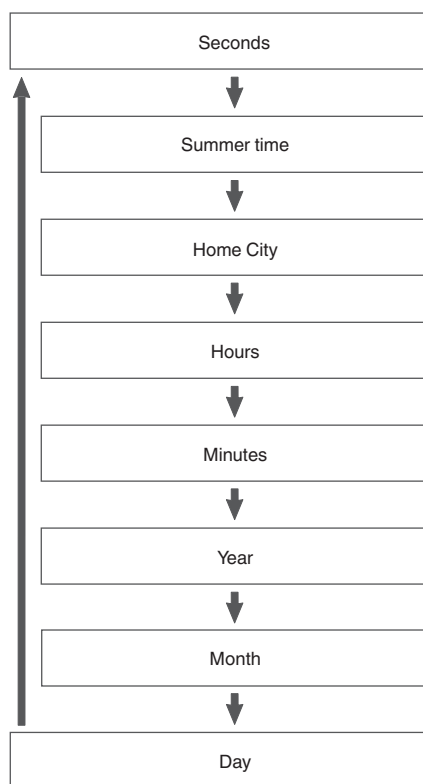 Seconds
Summer time
Home City
Hours
Minutes
Year
Month
Day